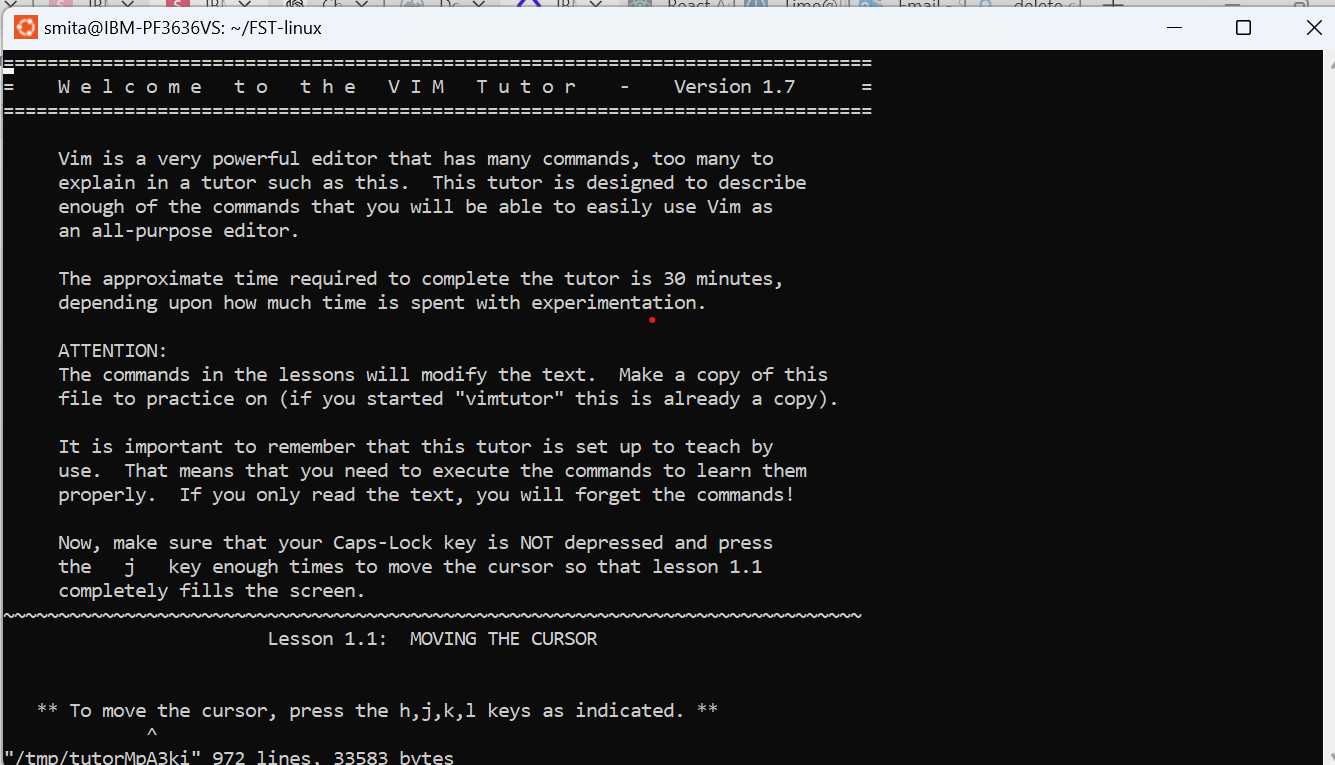 smita@IBM-PF3636VS: ~/FST-linux
===============================================================================
=    W e l c o m e   t o   t h e   V I M   T u t o r    -    Version 1.7      =
===============================================================================
Vim is a very powerful editor that has many commands, too many to
explain in a tutor such as this.  This tutor is designed to describe
enough of the commands that you will be able to easily use Vim as
an all-purpose editor.
The approximate time required to complete the tutor is 30 minutes,
depending upon how much time is spent with experimentation.
ATTENTION:
The commands in the lessons will modify the text.  Make a copy of this
file to practice on (if you started "vimtutor" this is already a copy).
It is important to remember that this tutor is set up to teach by
use.  That means that you need to execute the commands to learn them
properly.  If you only read the text, you will forget the commands!
Now, make sure that your Caps-Lock key is NOT depressed and press
the   j   key enough times to move the cursor so that lesson 1.1
completely fills the screen.
~~~~~~~~~~~~~~~~~~~~~~~~~~~~~~~~~~~~~~~~~~~~~~~~~~~~~~~~~~~~~~~~~~~~~~~~~~~~~~
Lesson 1.1:  MOVING THE CURSOR
** To move the cursor, press the h,j,k,l keys as indicated. **
^
"/tmp/tutorMpA3ki" 972 lines, 33583 bytes